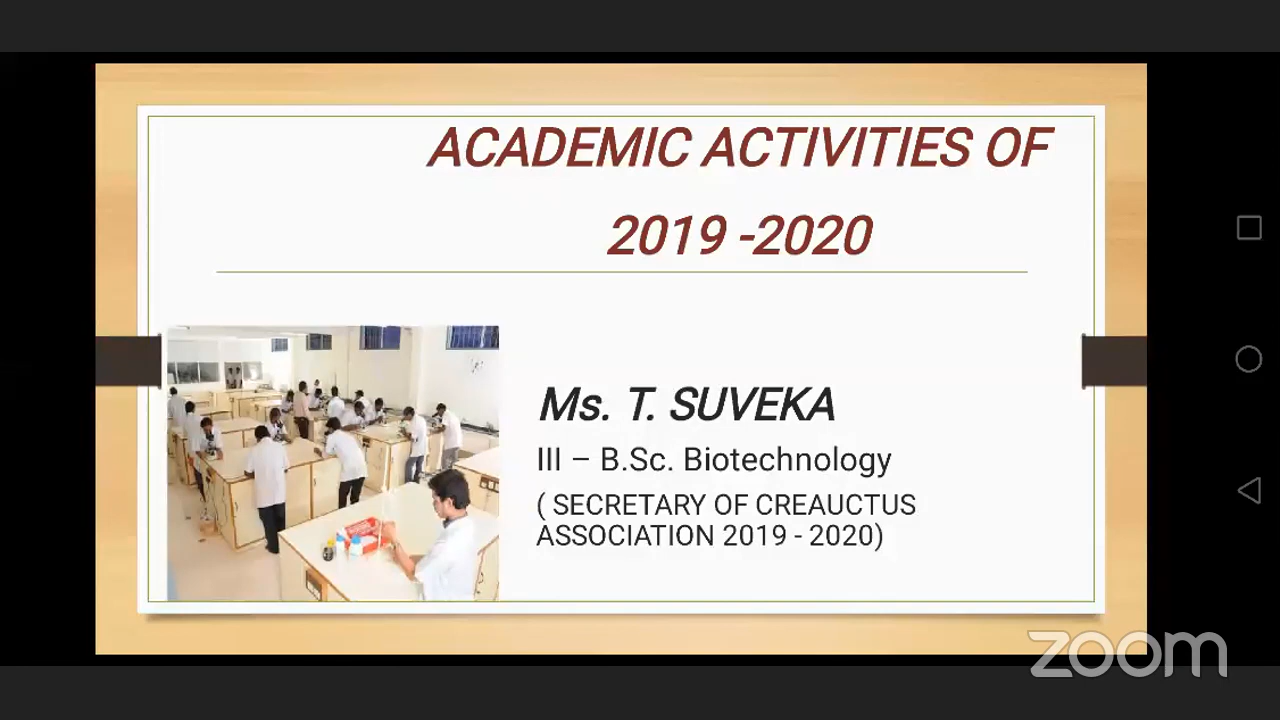 ACADEMIC ACTIVITIES OF
2019 -2020
Ms. T. SUVEKA
III – B.Sc. Biotechnology
( SECRETARY OF CREAUCTUS
ASSOCIATION 2019 - 2020)
zoom